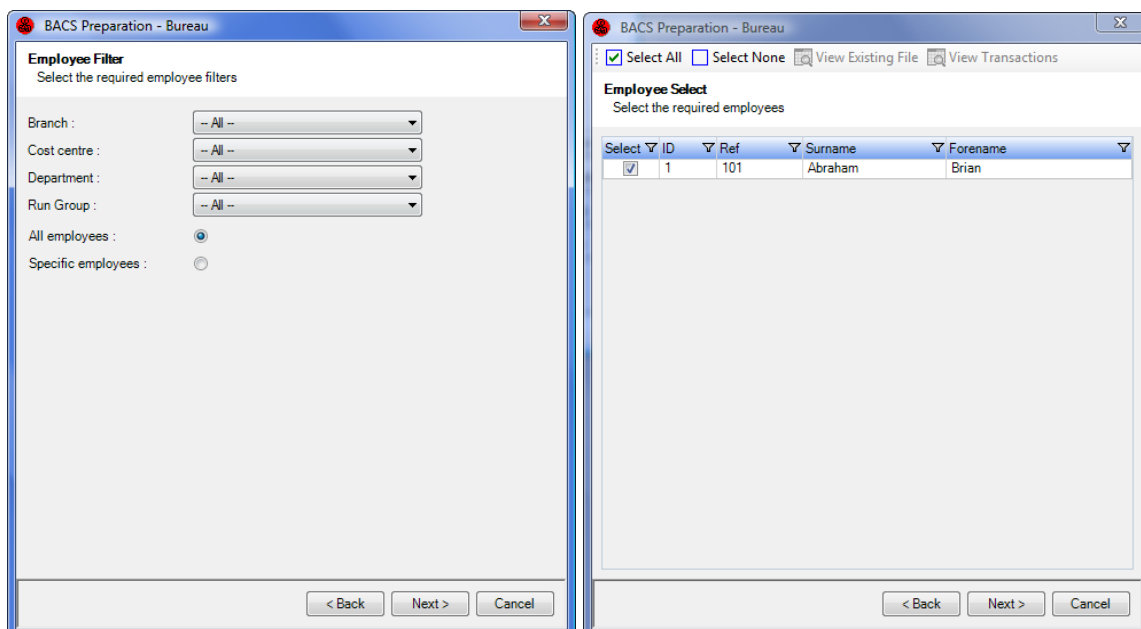 BACS Preparation - Bureau
Employee Filter
Select the required employee filters
Branch : -- All --
Cost centre : -- All --
Department : -- All --
Run Group : -- All --
All employees :
Specific employees :
< Back Next > Cancel
BACS Preparation - Bureau
Select All Select None View Existing File View Transactions
Employee Select
Select the required employees
Select ID Ref Surname Forename
1 101 Abraham Brian
< Back Next > Cancel